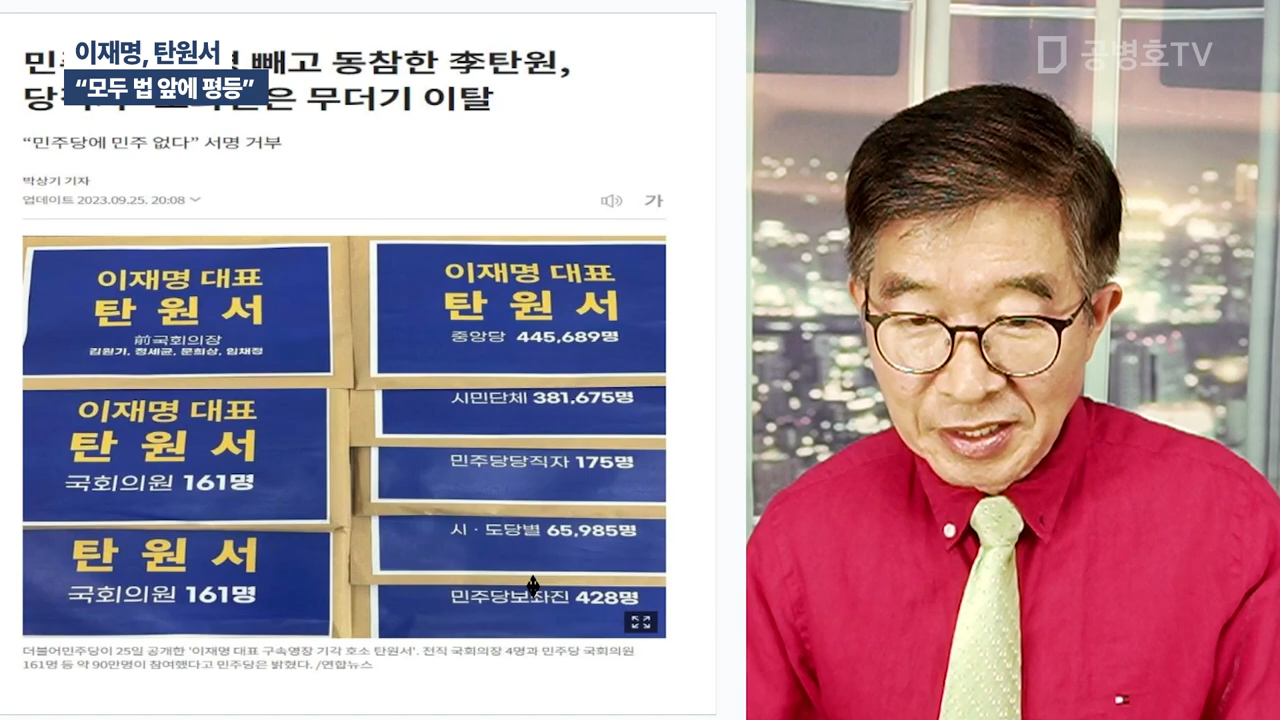 이재명, 탄원서
“모두 법 앞에 평등”
빼고 동참한 李탄원,
무더기 이탈
“민주당에 민주 없다” 서명 거부
박상기 기자
업데이트 2023.09.25. 20:08
가
이재명 대표
탄원서
前국회의장
김원기, 정세균, 문희상, 임채정
이재명 대표
탄원서
중앙당 445,689명
이재명 대표
탄원서
국회의원 161명
시민단체 381,675명
민주당당직자 175명
탄원서
국회의원 161명
시·도당별 65,985명
민주당보좌진 428명
더불어민주당이 25일 공개한 '이재명 대표 구속영장 기각 호소 탄원서'. 전직 국회의장 4명과 민주당 국회의원
161명 등 약 90만명이 참여했다고 민주당은 밝혔다. /연합뉴스
공병호TV